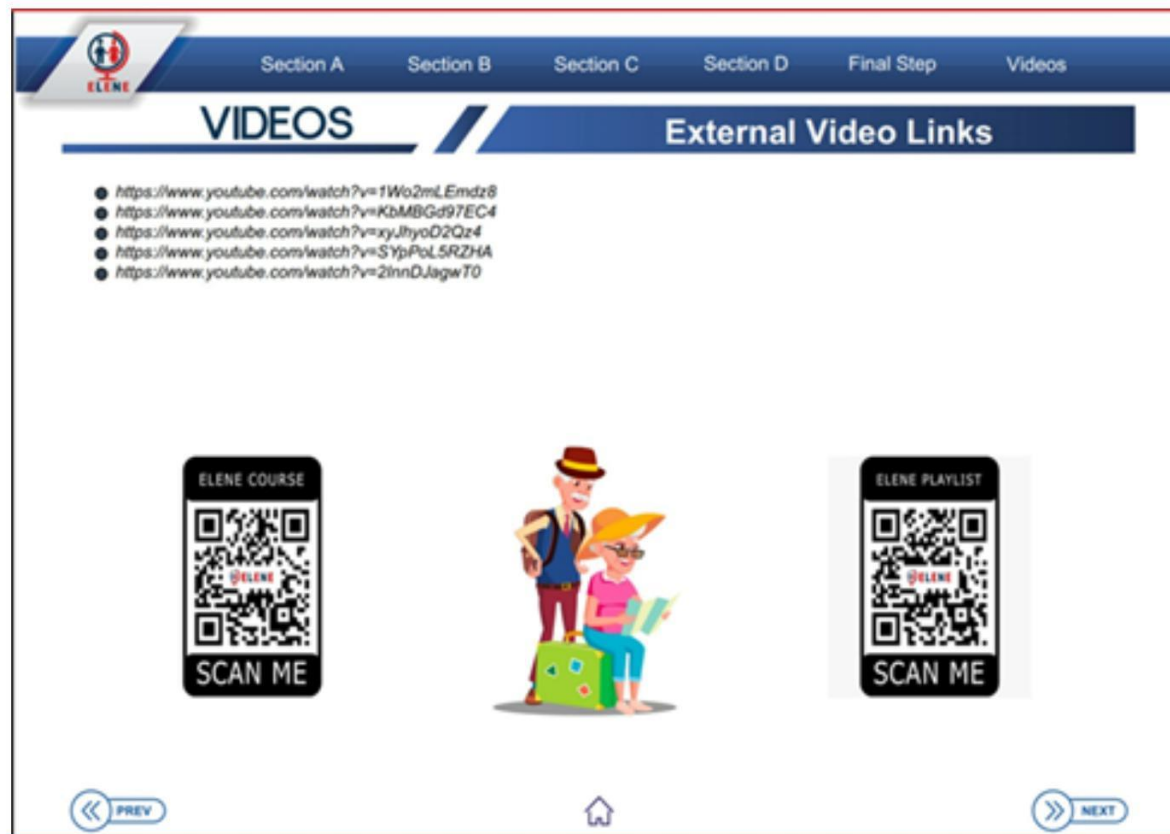 ELENE
Section A Section B Section C Section D Final Step Videos
VIDEOS
External Video Links
https://www.youtube.com/watch?v=1Wo2mLEmdz8
https://www.youtube.com/watch?v=KbMBGd97EC4
https://www.youtube.com/watch?v=xyJhyoD2Qz4
https://www.youtube.com/watch?v=SYpPoL5RZHA
https://www.youtube.com/watch?v=2InnDJagwT0
ELENE COURSE
ELENE
SCAN ME
ELENE PLAYLIST
ELENE
SCAN ME
PREV
NEXT